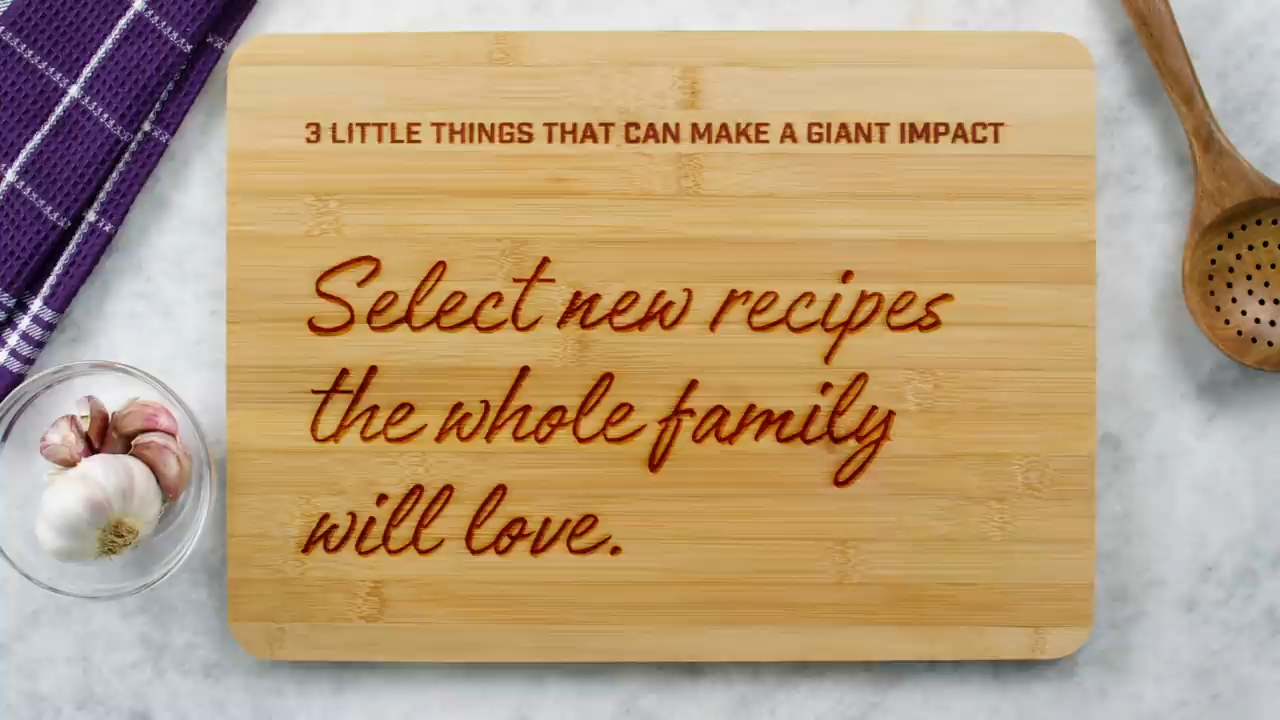 3 LITTLE THINGS THAT CAN MAKE A GIANT IMPACT
Select new recipes
the whole family
will love.